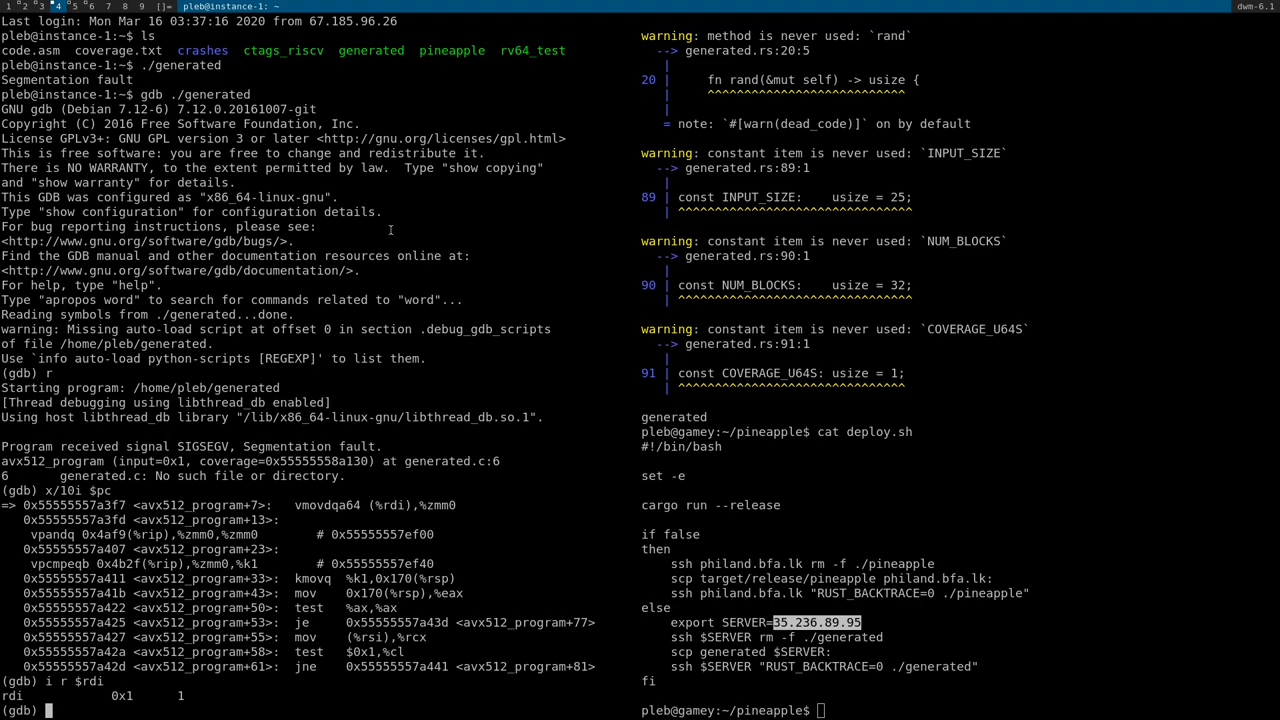 1 2 3 4 5 6 7 8 9 []= pleb@instance-1: ~ dwm-6.1
Last login: Mon Mar 16 03:37:16 2020 from 67.185.96.26
pleb@instance-1:~$ ls
code.asm  coverage.txt  crashes  ctags_riscv  generated  pineapple  rv64_test
pleb@instance-1:~$ ./generated
Segmentation fault
pleb@instance-1:~$ gdb ./generated
GNU gdb (Debian 7.12-6) 7.12.0.20161007-git
Copyright (C) 2016 Free Software Foundation, Inc.
License GPLv3+: GNU GPL version 3 or later <http://gnu.org/licenses/gpl.html>
This is free software: you are free to change and redistribute it.
There is NO WARRANTY, to the extent permitted by law.  Type "show copying"
and "show warranty" for details.
This GDB was configured as "x86_64-linux-gnu".
Type "show configuration" for configuration details.
For bug reporting instructions, please see:
<http://www.gnu.org/software/gdb/bugs/>.
Find the GDB manual and other documentation resources online at:
<http://www.gnu.org/software/gdb/documentation/>.
For help, type "help".
Type "apropos word" to search for commands related to "word"...
Reading symbols from ./generated...done.
warning: Missing auto-load script at offset 0 in section .debug_gdb_scripts
of file /home/pleb/generated.
Use `info auto-load python-scripts [REGEXP]' to list them.
(gdb) r
Starting program: /home/pleb/generated
[Thread debugging using libthread_db enabled]
Using host libthread_db library "/lib/x86_64-linux-gnu/libthread_db.so.1".
Program received signal SIGSEGV, Segmentation fault.
avx512_program (input=0x1, coverage=0x55555558a130) at generated.c:6
6       generated.c: No such file or directory.
(gdb) x/10i $pc
=> 0x55555557a3f7 <avx512_program+7>:   vmovdqa64 (%rdi),%zmm0
   0x55555557a3fd <avx512_program+13>:
    vpandq 0x4af9(%rip),%zmm0,%zmm0        # 0x55555557ef00
   0x55555557a407 <avx512_program+23>:
    vpcmpeqb 0x4b2f(%rip),%zmm0,%k1        # 0x55555557ef40
   0x55555557a411 <avx512_program+33>:  kmovq  %k1,0x170(%rsp)
   0x55555557a41b <avx512_program+43>:  mov    0x170(%rsp),%eax
   0x55555557a422 <avx512_program+50>:  test   %ax,%ax
   0x55555557a425 <avx512_program+53>:  je     0x55555557a43d <avx512_program+77>
   0x55555557a427 <avx512_program+55>:  mov    (%rsi),%rcx
   0x55555557a42a <avx512_program+58>:  test   $0x1,%cl
   0x55555557a42d <avx512_program+61>:  jne    0x55555557a441 <avx512_program+81>
(gdb) i r $rdi
rdi            0x1      1
(gdb)
warning: method is never used: `rand`
  --> generated.rs:20:5
   |
20 |     fn rand(&mut self) -> usize {
   |     ^^^^^^^^^^^^^^^^^^^^^^^^^^^
   |
   = note: `#[warn(dead_code)]` on by default
warning: constant item is never used: `INPUT_SIZE`
  --> generated.rs:89:1
   |
89 | const INPUT_SIZE:    usize = 25;
   | ^^^^^^^^^^^^^^^^^^^^^^^^^^^^^^^^
warning: constant item is never used: `NUM_BLOCKS`
  --> generated.rs:90:1
   |
90 | const NUM_BLOCKS:    usize = 32;
   | ^^^^^^^^^^^^^^^^^^^^^^^^^^^^^^^^
warning: constant item is never used: `COVERAGE_U64S`
  --> generated.rs:91:1
   |
91 | const COVERAGE_U64S: usize = 1;
   | ^^^^^^^^^^^^^^^^^^^^^^^^^^^^^^^
generated
pleb@gamey:~/pineapple$ cat deploy.sh
#!/bin/bash
set -e
cargo run --release
if false
then
    ssh philand.bfa.lk rm -f ./pineapple
    scp target/release/pineapple philand.bfa.lk:
    ssh philand.bfa.lk "RUST_BACKTRACE=0 ./pineapple"
else
    export SERVER=35.236.89.95
    ssh $SERVER rm -f ./generated
    scp generated $SERVER:
    ssh $SERVER "RUST_BACKTRACE=0 ./generated"
fi
pleb@gamey:~/pineapple$